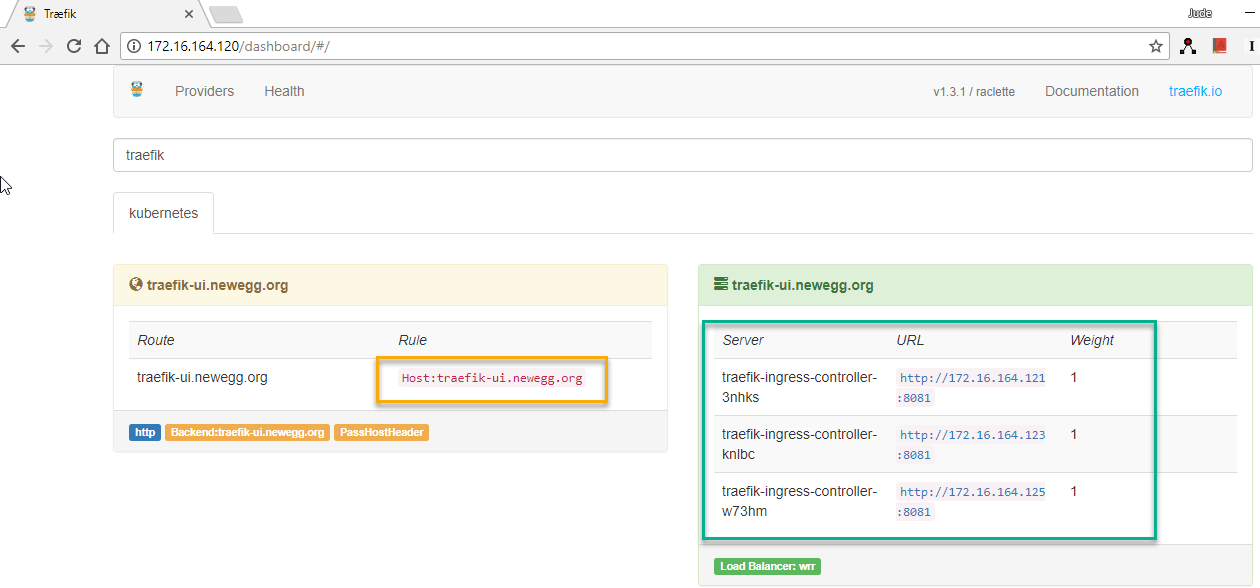 Træfik
Jude
172.16.164.120/dashboard/#/
Providers Health v1.3.1 / raclette Documentation traefik.io
traefik
kubernetes
traefik-ui.newegg.org
Route Rule
traefik-ui.newegg.org Host:traefik-ui.newegg.org
http Backend:traefik-ui.newegg.org PassHostHeader
traefik-ui.newegg.org
Server URL Weight
traefik-ingress-controller- http://172.16.164.121 1
3nhks :8081
traefik-ingress-controller- http://172.16.164.123 1
knlbc :8081
traefik-ingress-controller- http://172.16.164.125 1
w73hm :8081
Load Balancer: wrr